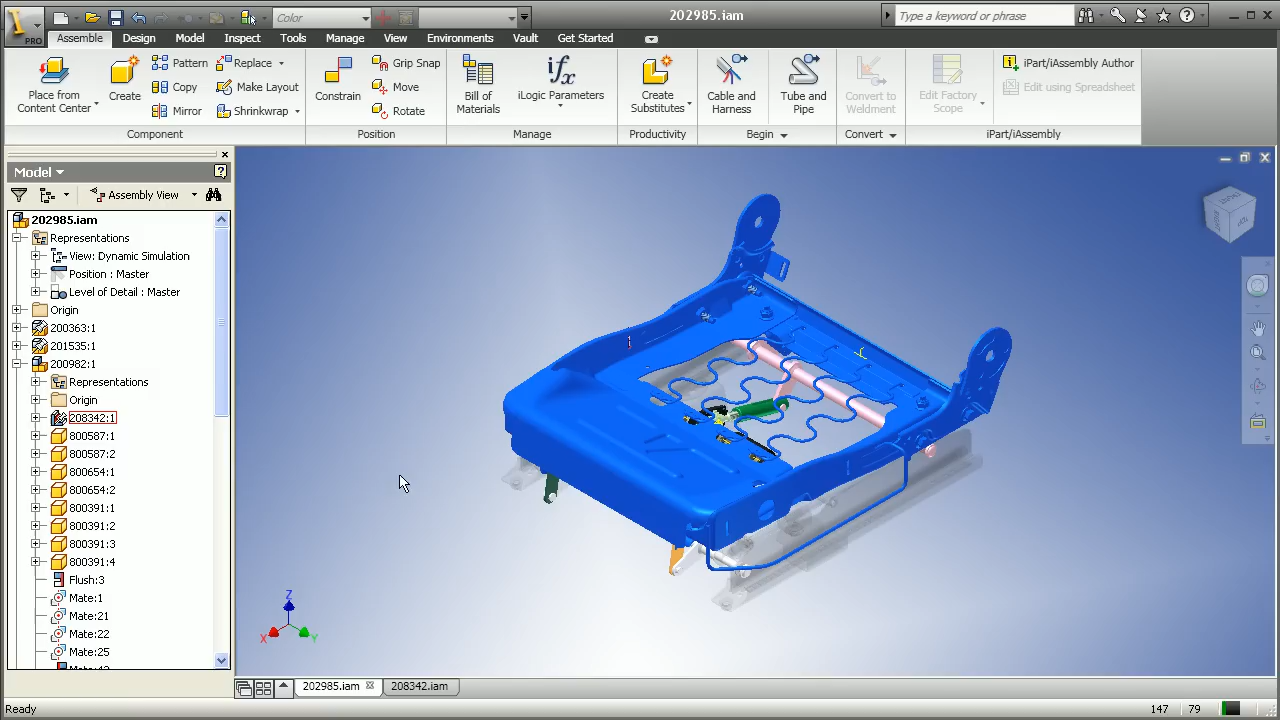 PRO
Color
202985.iam
Type a keyword or phrase
Assemble Design Model Inspect Tools Manage View Environments Vault Get Started
Place from
Content Center
Create
Pattern
Copy
Mirror
Replace
Make Layout
Shrinkwrap
Component
Constrain
Grip Snap
Move
Rotate
Position
Bill of
Materials
iLogic Parameters
Manage
Create
Substitutes
Productivity
Cable and
Harness
Tube and
Pipe
Begin
Convert to
Weldment
Convert
Edit Factory
Scope
iPart/iAssembly Author
Edit using Spreadsheet
iPart/iAssembly
Model
Assembly View
202985.iam
Representations
View: Dynamic Simulation
Position : Master
Level of Detail : Master
Origin
200363:1
201535:1
200982:1
Representations
Origin
208342:1
800587:1
800587:2
800654:1
800654:2
800391:1
800391:2
800391:3
800391:4
Flush:3
Mate:1
Mate:21
Mate:22
Mate:25
Z
X
Y
202985.iam
208342.iam
Ready
147
79